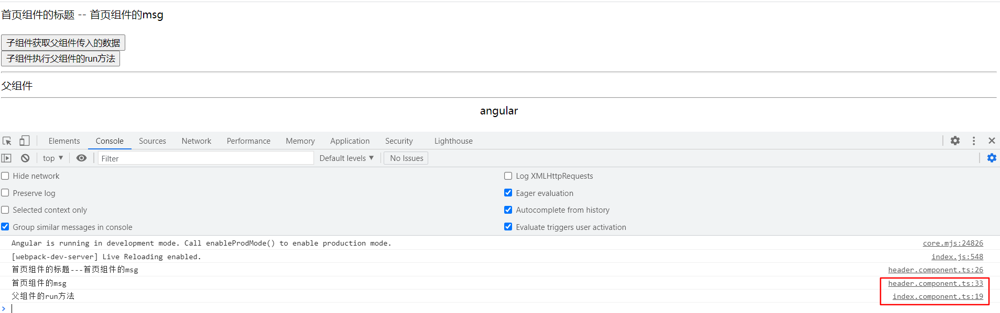 首页组件的标题 -- 首页组件的msg
子组件获取父组件传入的数据
子组件执行父组件的run方法
父组件
angular
Elements Console Sources Network Performance Memory Application Security Lighthouse
top ▼ Filter Default levels ▼ No Issues
Hide network Log XMLHttpRequests
Preserve log Eager evaluation
Selected context only Autocomplete from history
Group similar messages in console Evaluate triggers user activation
Angular is running in development mode. Call enableProdMode() to enable production mode. core.mjs:24826
[webpack-dev-server] Live Reloading enabled. index.js:548
首页组件的标题---首页组件的msg header.component.ts:26
首页组件的msg header.component.ts:33
父组件的run方法 index.component.ts:19